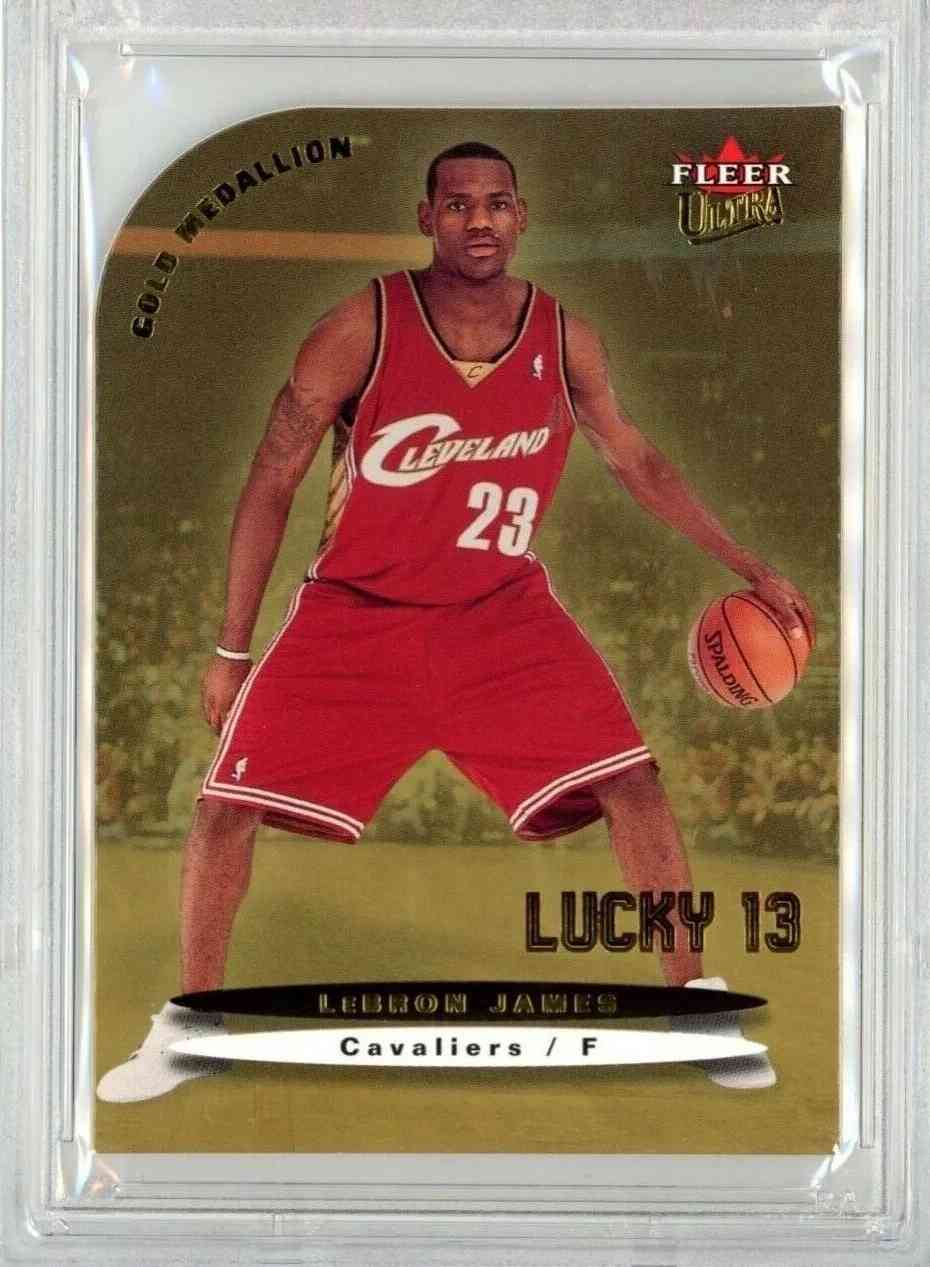 GOLD MEDALLION
FLEER
ULTRA
C
CLEVELAND
23
SPALDING
LUCKY 13
LEBRON JAMES
Cavaliers / F